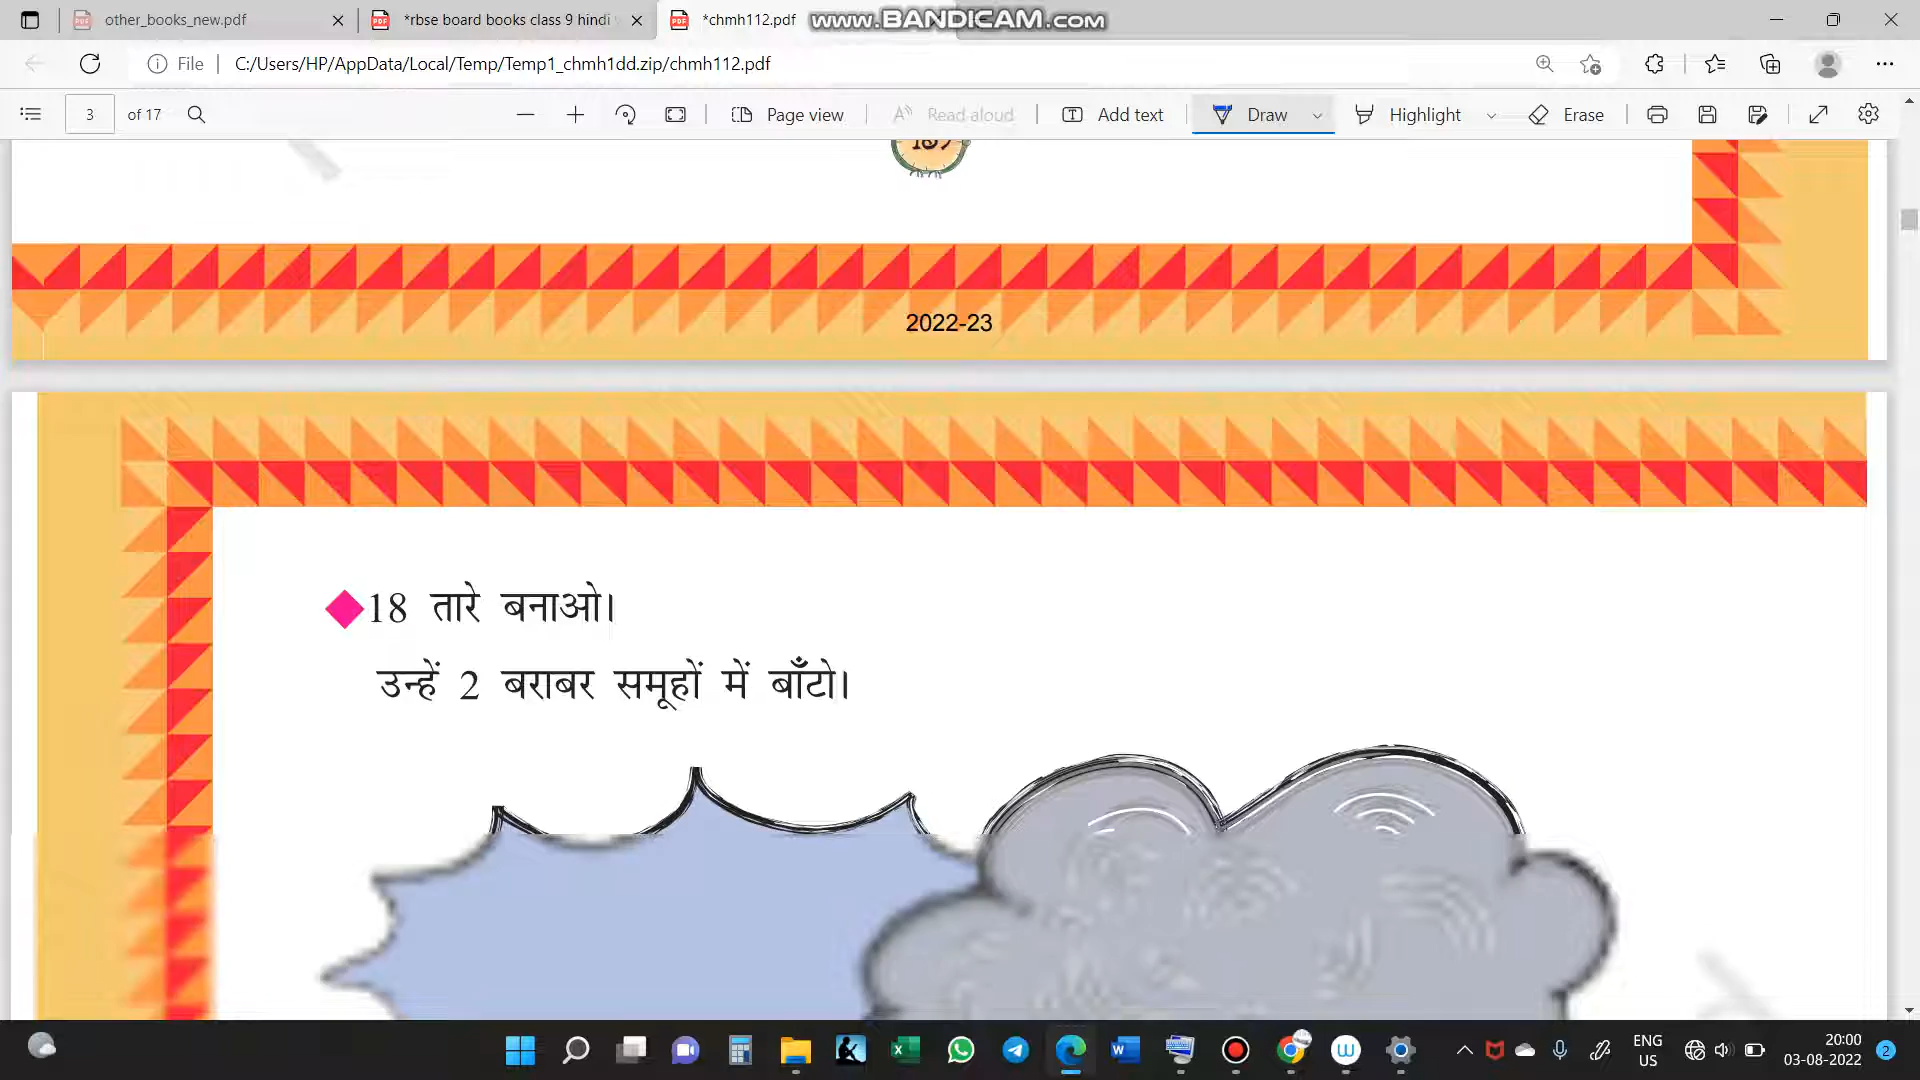 other_books_new.pdf
*rbse board books class 9 hindi
*chmh112.pdf
www.BANDICAM.com
File
C:/Users/HP/AppData/Local/Temp/Temp1_chmh1dd.zip/chmh112.pdf
3 of 17
Page view
Read aloud
Add text
Draw
Highlight
Erase
2022-23
18 तारे बनाओ।
उन्हें 2 बराबर समूहों में बाँटो।
ENG
US
20:00
03-08-2022
2